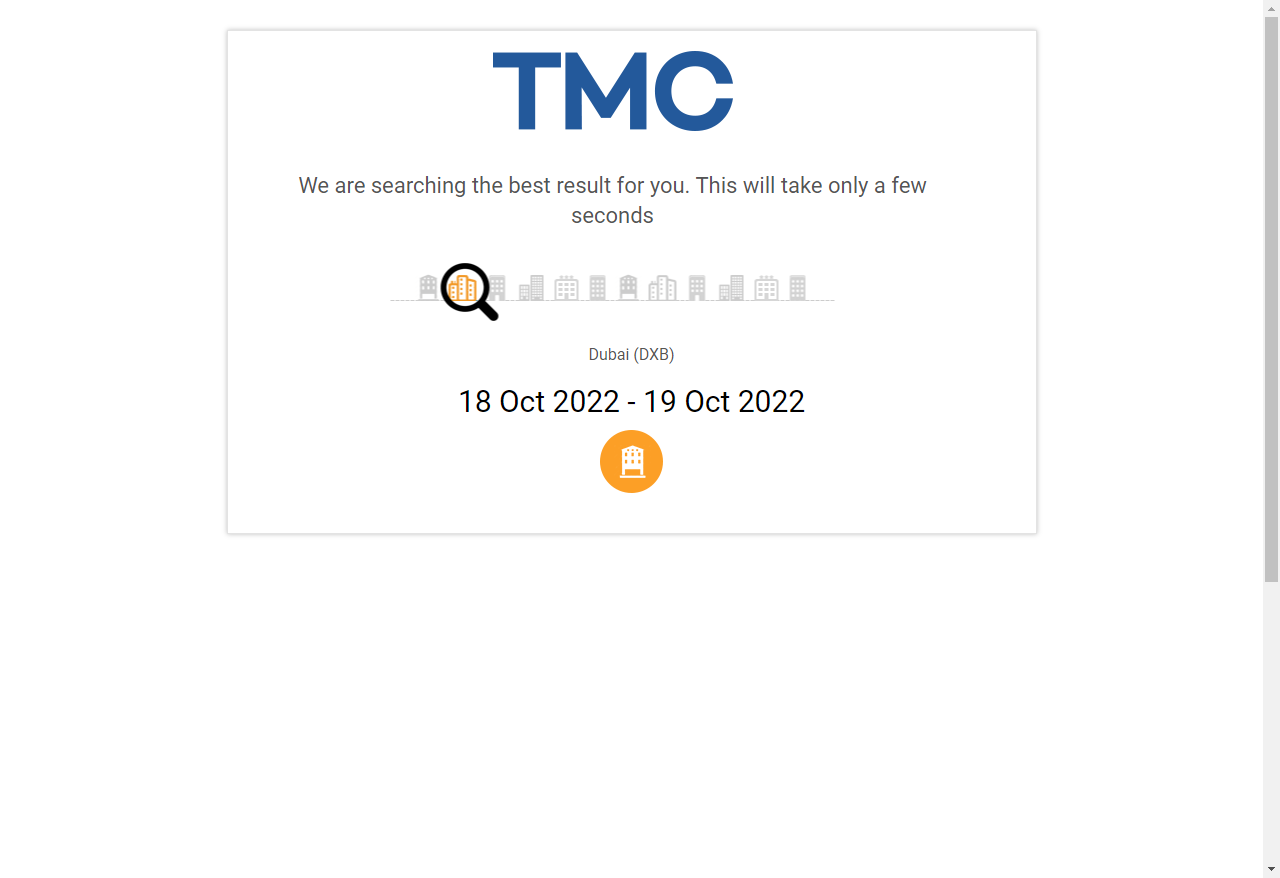 TMC
We are searching the best result for you. This will take only a few
seconds
Dubai (DXB)
18 Oct 2022 - 19 Oct 2022